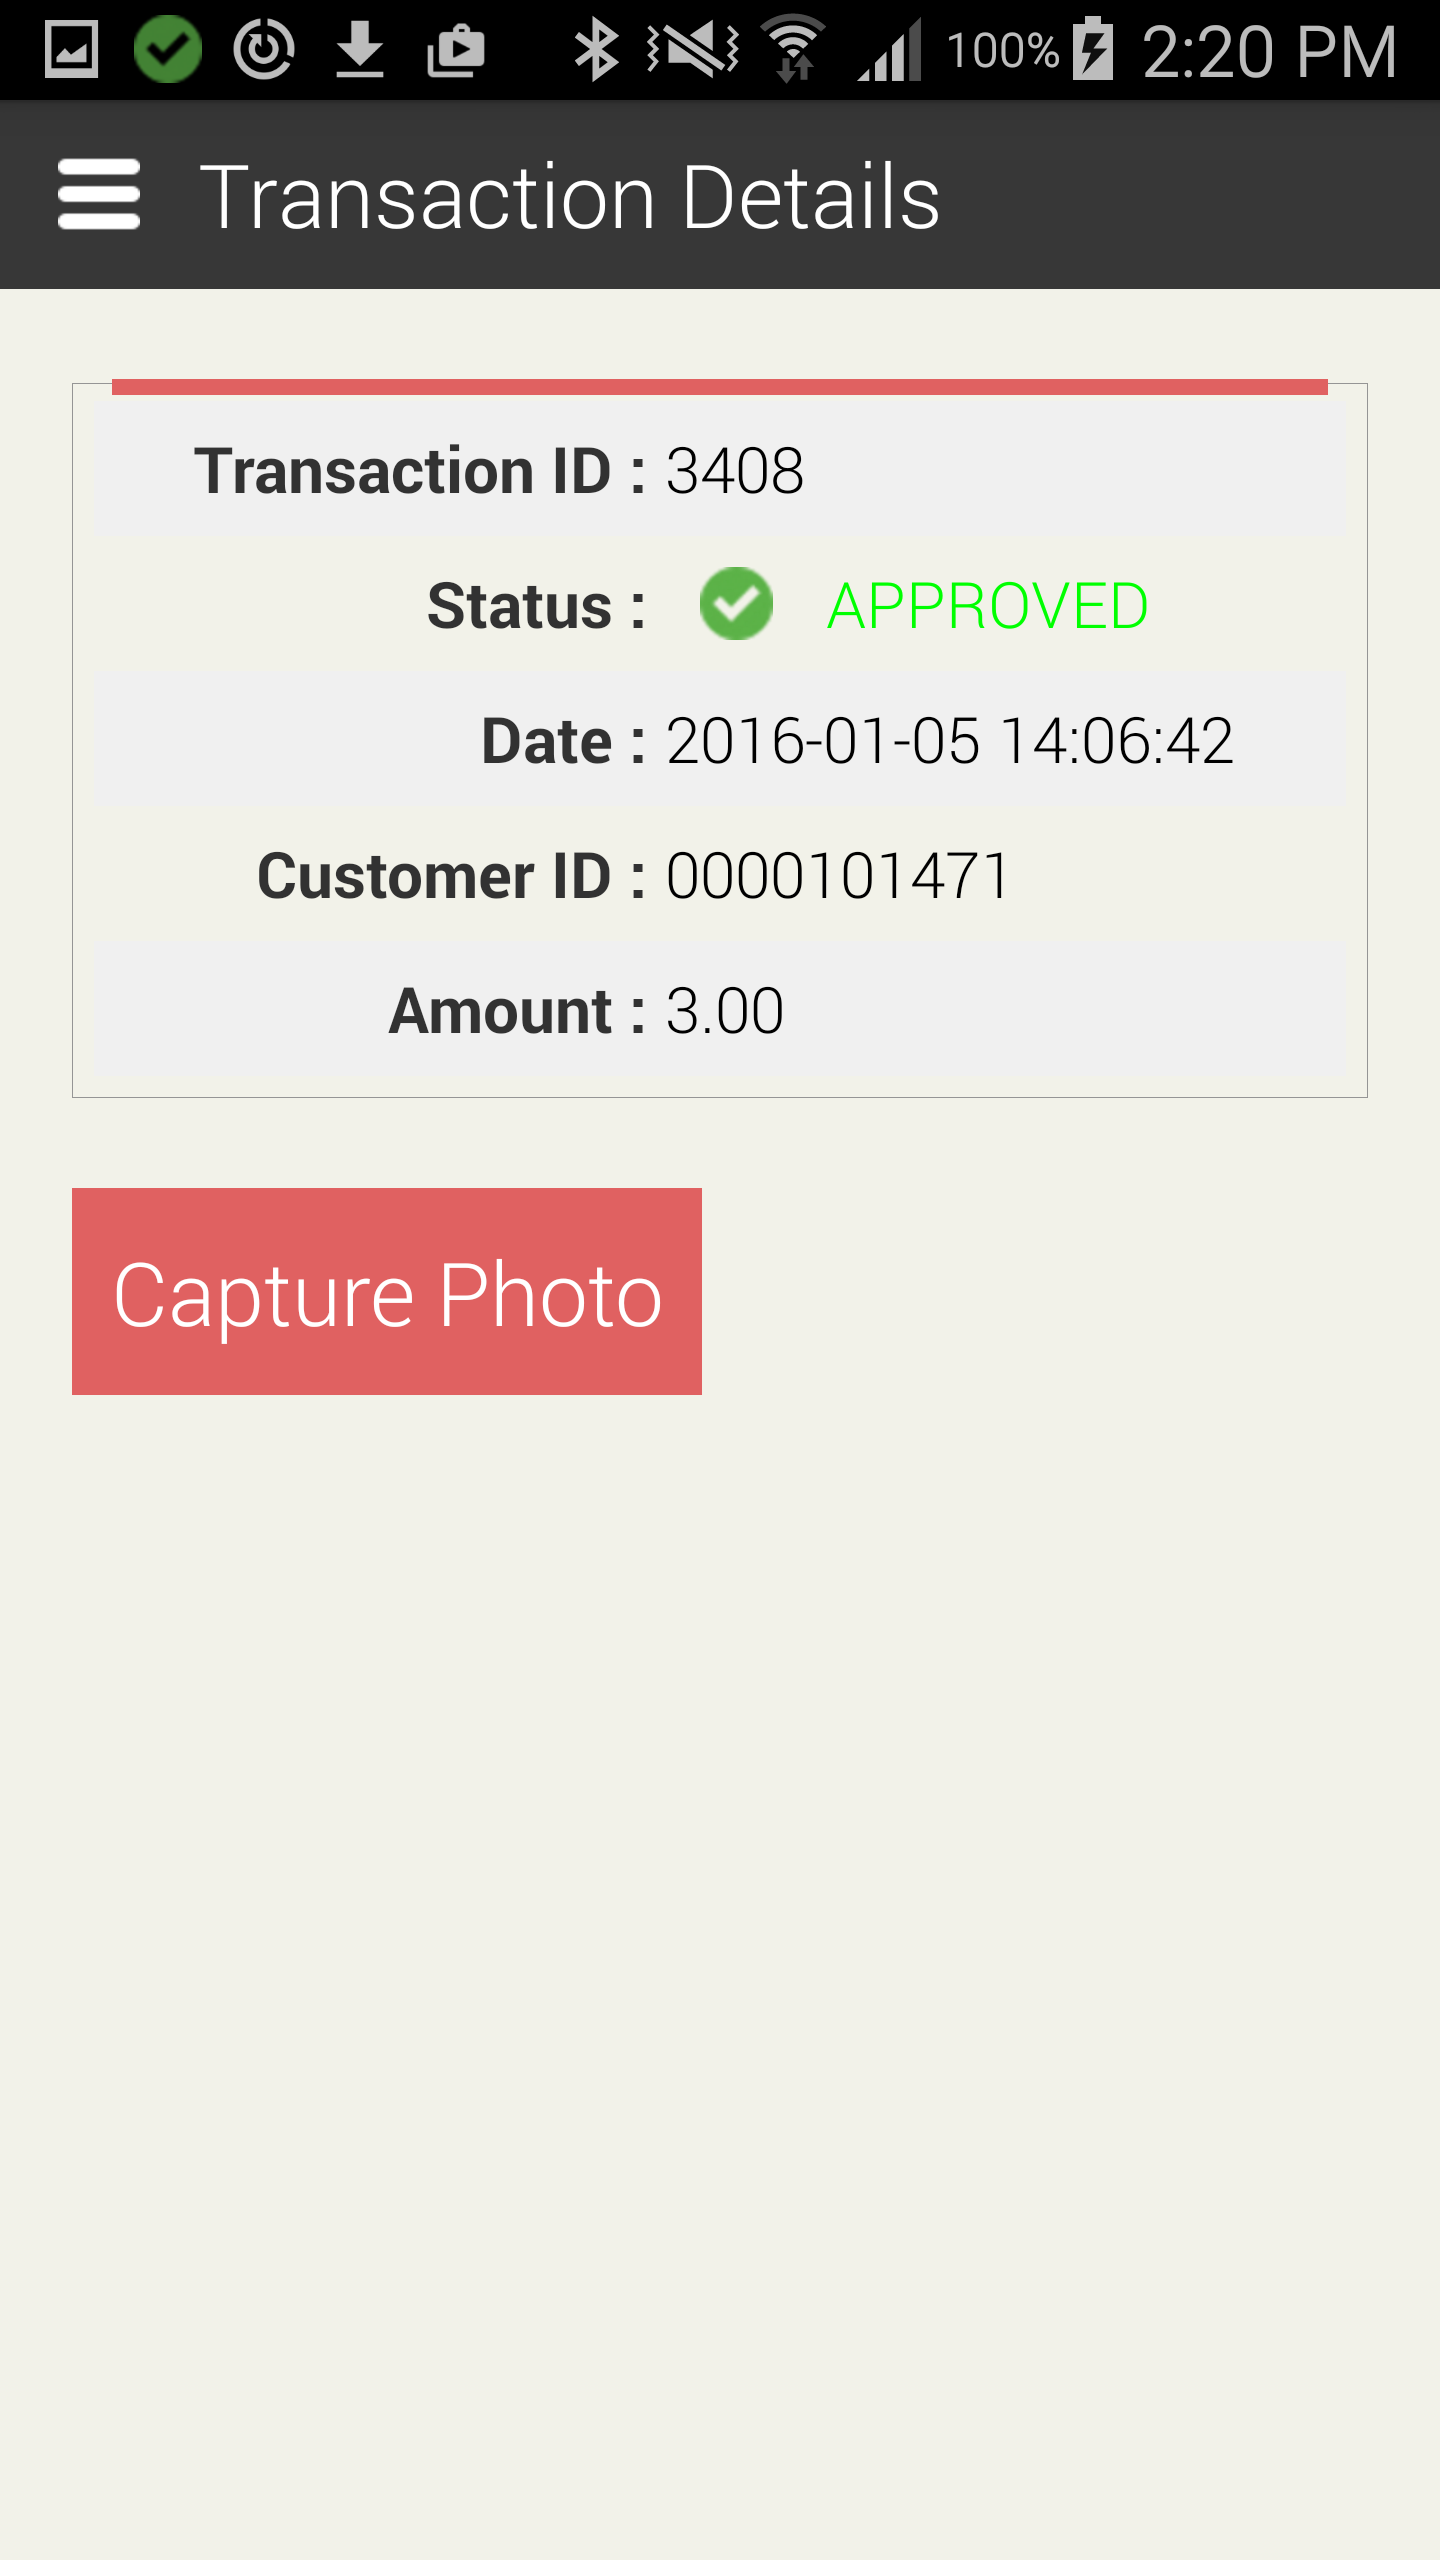 100% 2:20 PM
Transaction Details
Transaction ID : 3408
Status : APPROVED
Date : 2016-01-05 14:06:42
Customer ID : 0000101471
Amount : 3.00
Capture Photo